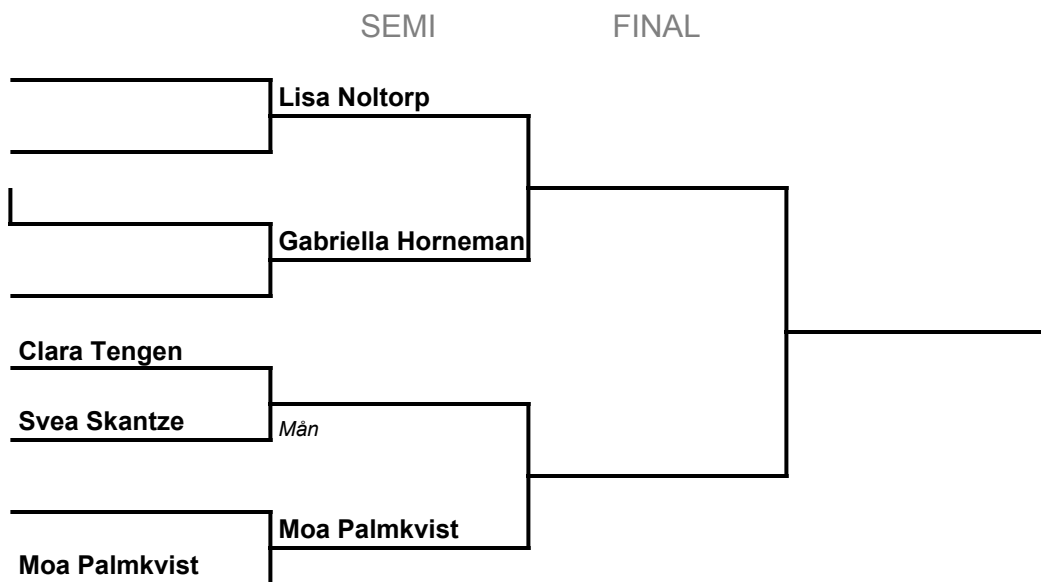 SEMI FINAL
Lisa Noltorp
Gabriella Horneman
Clara Tengen
Svea Skantze
Mån
Moa Palmkvist
Moa Palmkvist